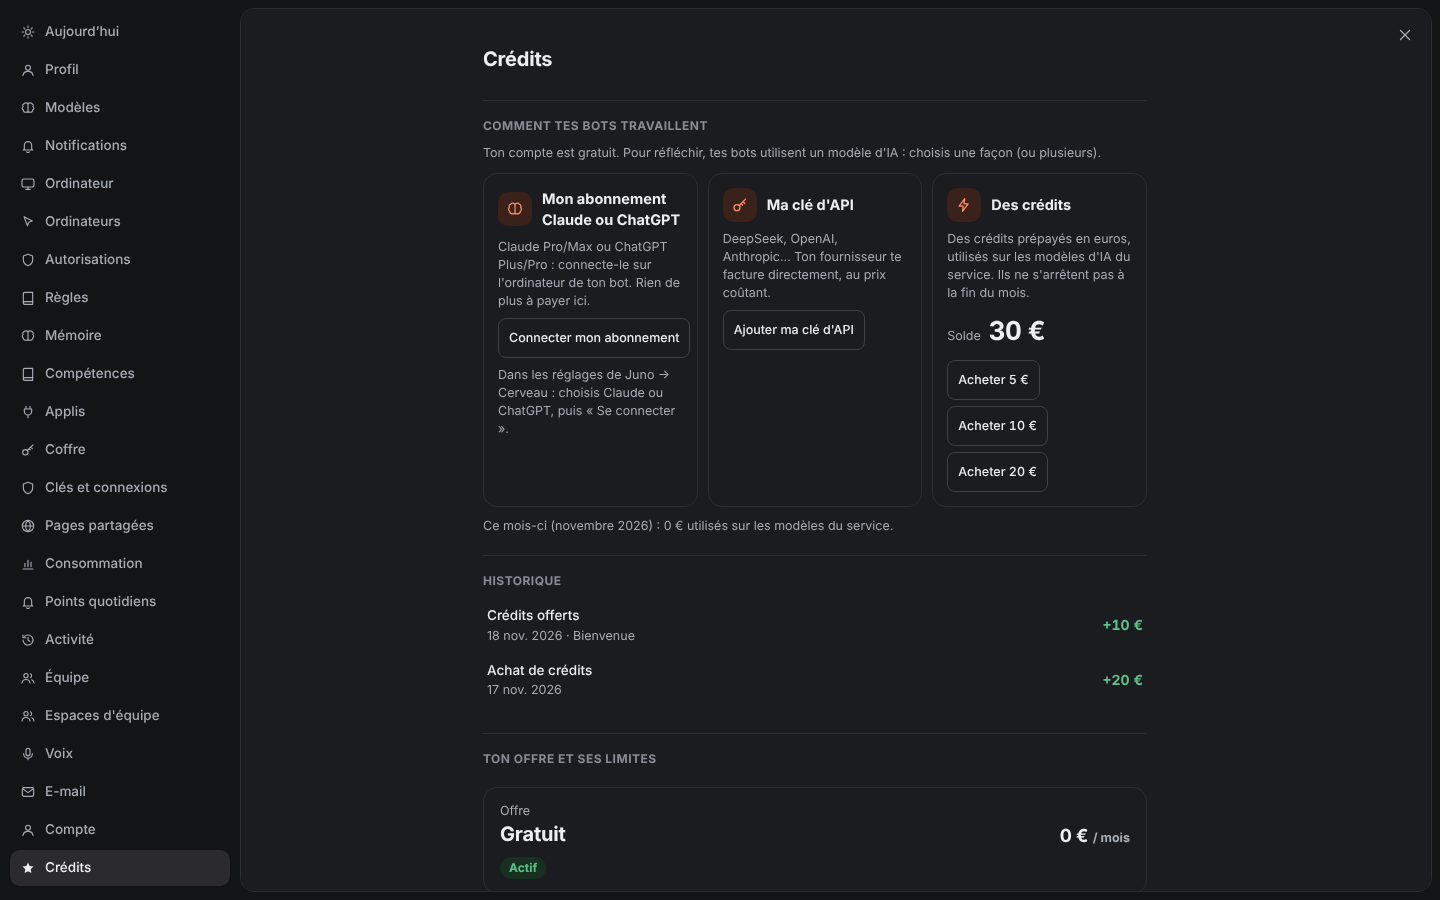 Aujourd'hui
Profil
Modèles
Notifications
Ordinateur
Ordinateurs
Autorisations
Règles
Mémoire
Compétences
Applis
Coffre
Clés et connexions
Pages partagées
Consommation
Points quotidiens
Activité
Équipe
Espaces d'équipe
Voix
E-mail
Compte
Crédits
Crédits
COMMENT TES BOTS TRAVAILLENT
Ton compte est gratuit. Pour réfléchir, tes bots utilisent un modèle d'IA : choisis une façon (ou plusieurs).
Mon abonnement
Claude ou ChatGPT
Claude Pro/Max ou ChatGPT
Plus/Pro : connecte-le sur
l'ordinateur de ton bot. Rien de
plus à payer ici.
Connecter mon abonnement
Dans les réglages de Juno →
Cerveau : choisis Claude ou
ChatGPT, puis « Se connecter
».
Ma clé d'API
DeepSeek, OpenAI,
Anthropic... Ton fournisseur te
facture directement, au prix
coûtant.
Ajouter ma clé d'API
Des crédits
Des crédits prépayés en euros,
utilisés sur les modèles d'IA du
service. Ils ne s'arrêtent pas à
la fin du mois.
Solde 30 €
Acheter 5 €
Acheter 10 €
Acheter 20 €
Ce mois-ci (novembre 2026) : 0 € utilisés sur les modèles du service.
HISTORIQUE
Crédits offerts
18 nov. 2026 · Bienvenue
+10 €
Achat de crédits
17 nov. 2026
+20 €
TON OFFRE ET SES LIMITES
Offre
Gratuit
0 € / mois
Actif